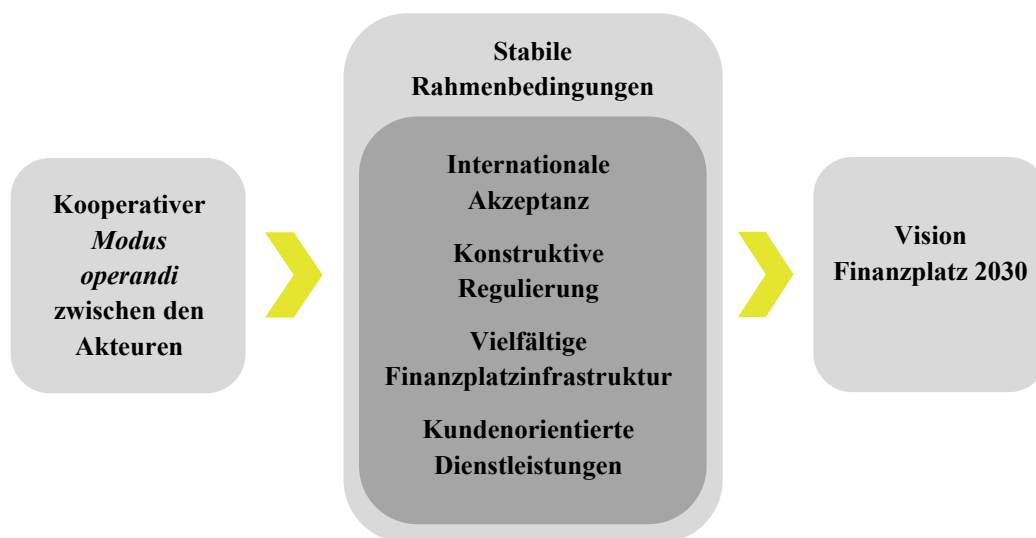 Kooperativer
Modus
operandi
zwischen den
Akteuren
Stabile
Rahmenbedingungen
Internationale
Akzeptanz
Konstruktive
Regulierung
Vielfältige
Finanzplatzinfrastruktur
Kundenorientierte
Dienstleistungen
Vision
Finanzplatz 2030